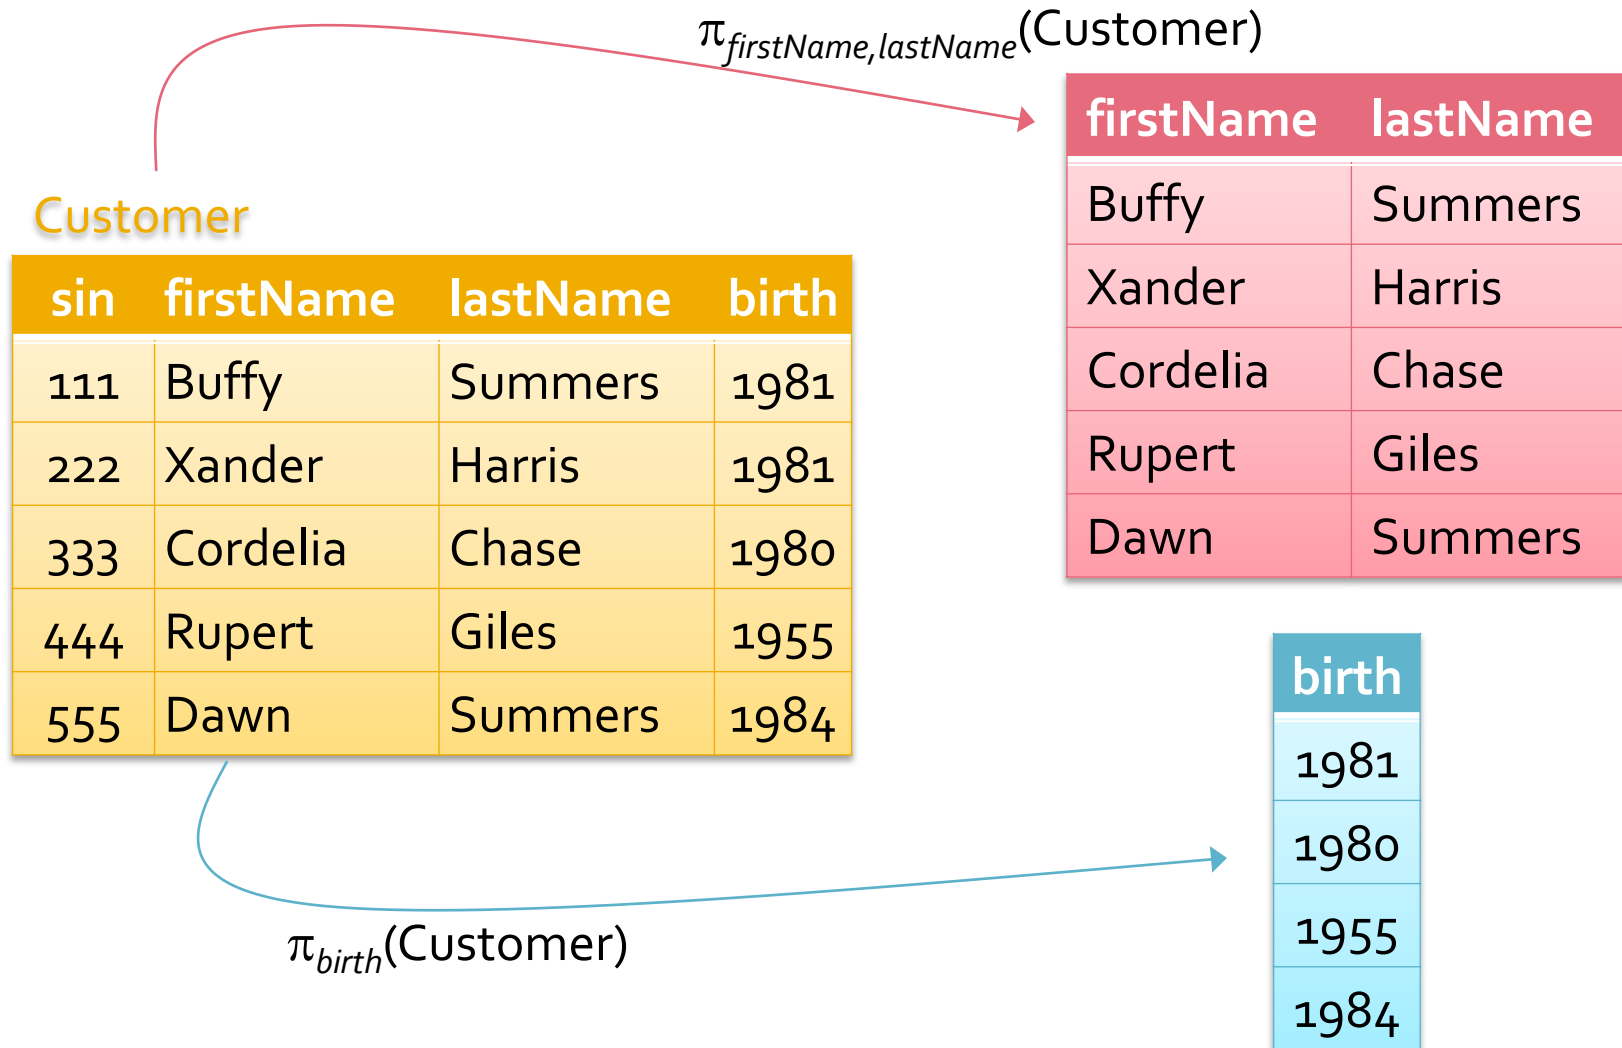 π firstName,lastName(Customer)
firstName lastName
Buffy Summers
Xander Harris
Cordelia Chase
Rupert Giles
Dawn Summers
Customer
sin firstName lastName birth
111 Buffy Summers 1981
222 Xander Harris 1981
333 Cordelia Chase 1980
444 Rupert Giles 1955
555 Dawn Summers 1984
π birth(Customer)
birth
1981
1980
1955
1984